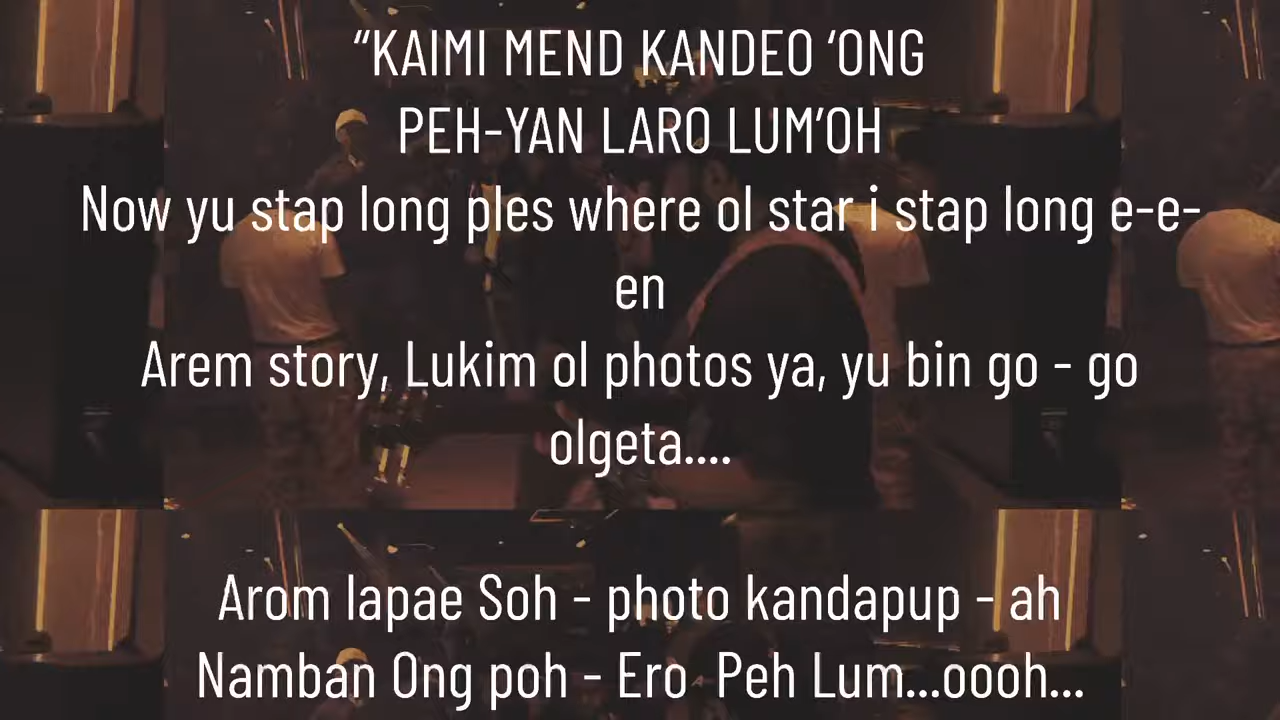 “KAIMI MEND KANDEO ‘ONG
PEH-YAN LARO LUM’OH
Now yu stap long ples where ol star i stap long e-e-
en
Arem story, Lukim ol photos ya, yu bin go - go
olgeta....
Arom lapae Soh - photo kandapup - ah
Namban Ong poh - Ero  Peh Lum...oooh...